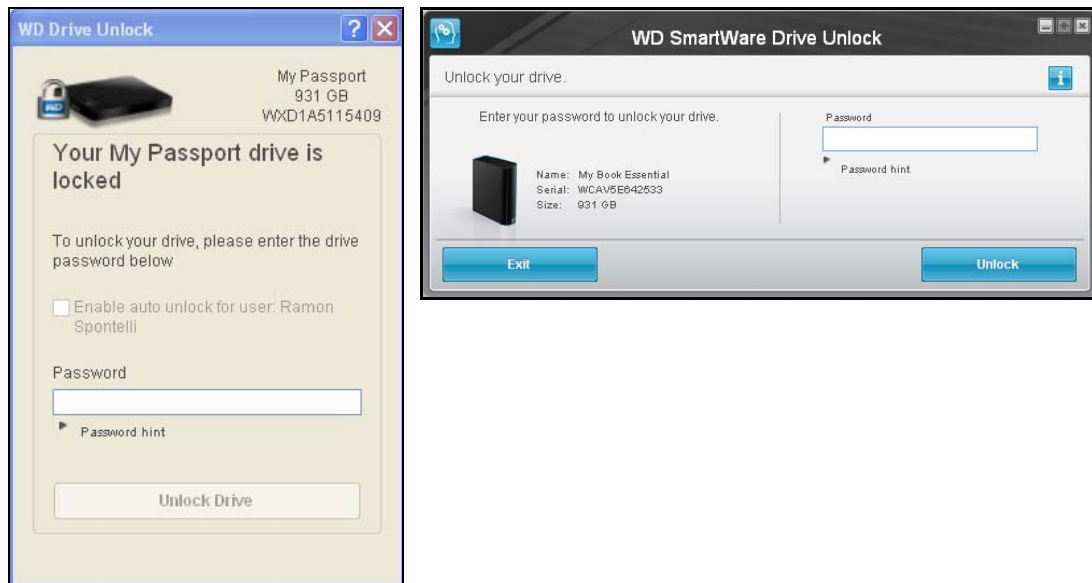 WD Drive Unlock
My Passport
931 GB
WXD1A5115409
Your My Passport drive is
locked
To unlock your drive, please enter the drive
password below
Enable auto unlock for user: Ramon
Spontelli
Password
Password hint
Unlock Drive
WD SmartWare Drive Unlock
Unlock your drive.
Enter your password to unlock your drive.
Name: My Book Essential
Serial: WCAV5E642533
Size: 931 GB
Password
Password hint
Exit
Unlock